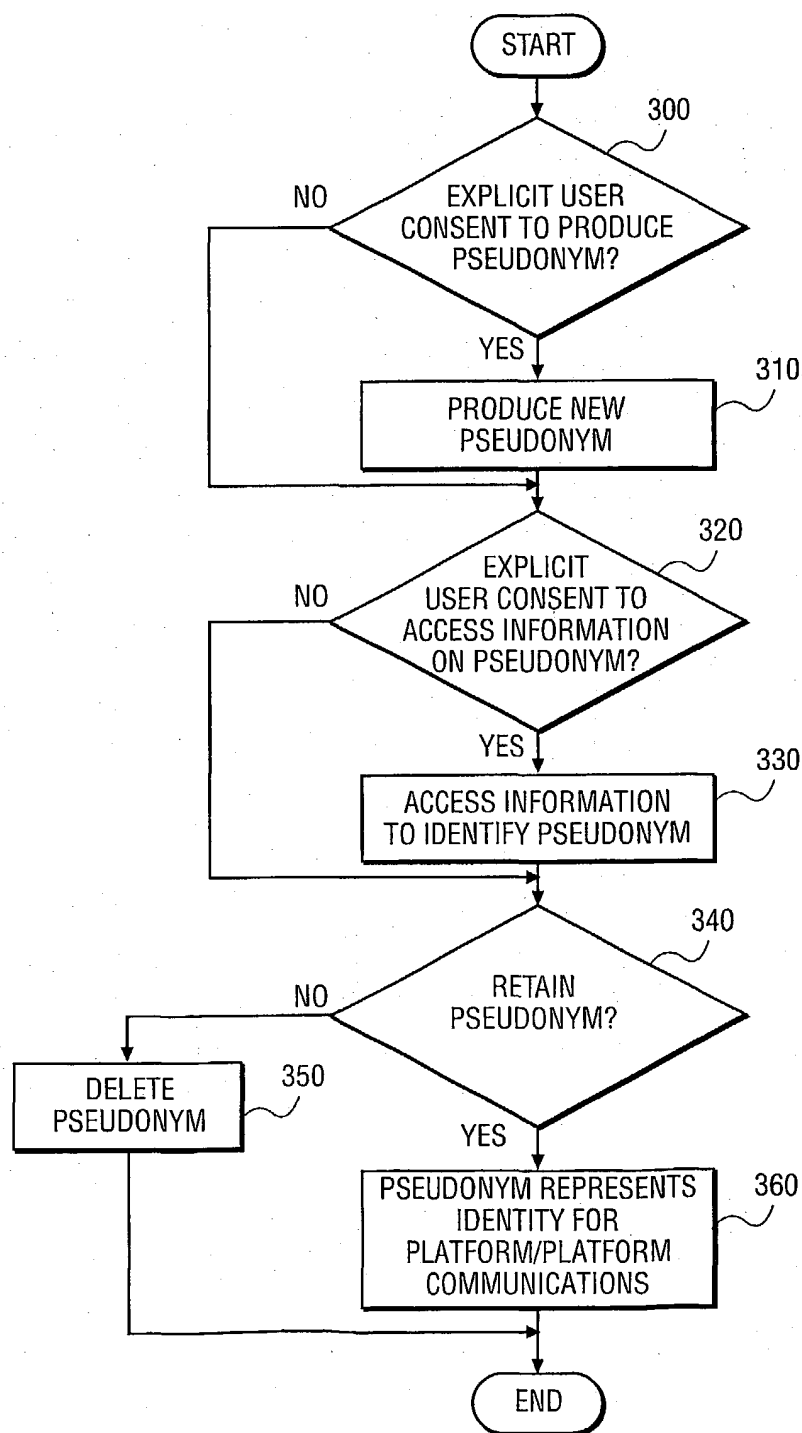 START
300
NO
EXPLICIT USER
CONSENT TO PRODUCE
PSEUDONYM?
YES
310
PRODUCE NEW
PSEUDONYM
320
NO
EXPLICIT
USER CONSENT TO
ACCESS INFORMATION
ON PSEUDONYM?
YES
330
ACCESS INFORMATION
TO IDENTIFY PSEUDONYM
340
NO
RETAIN
PSEUDONYM?
DELETE
PSEUDONYM
350
YES
PSEUDONYM REPRESENTS
IDENTITY FOR
PLATFORM/PLATFORM
COMMUNICATIONS
360
END